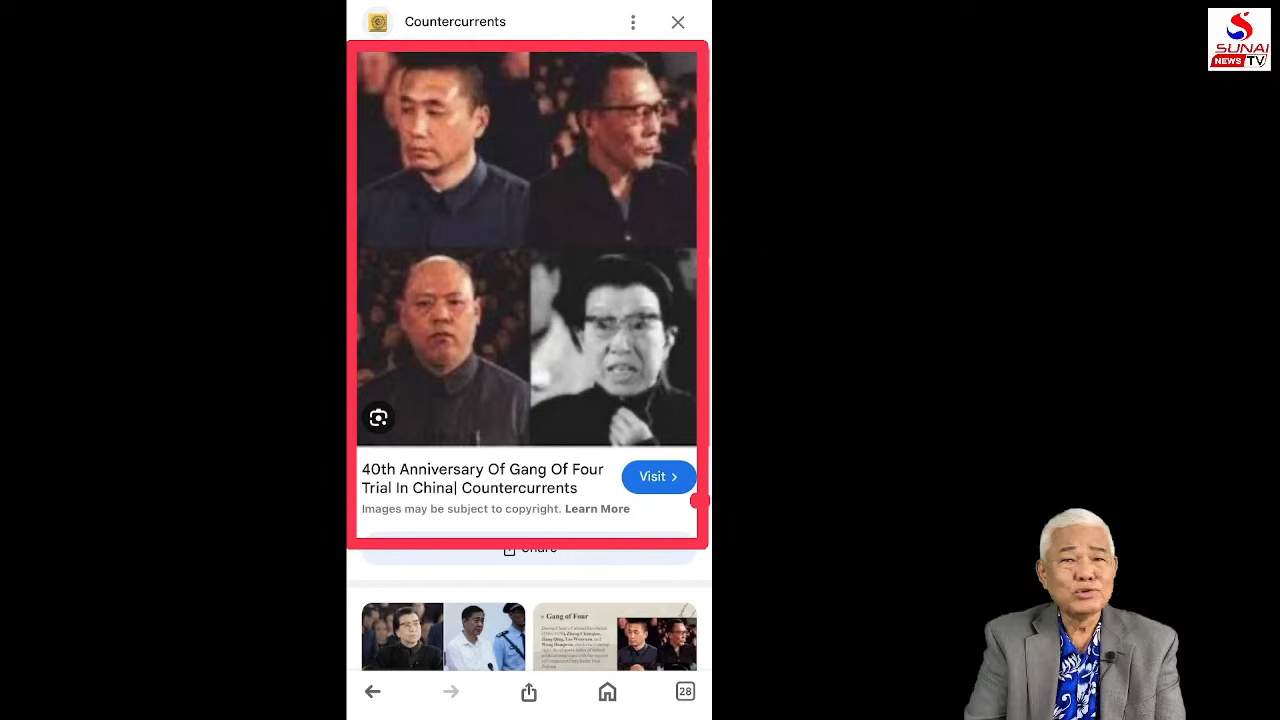 Countercurrents
SUNAI
NEWS TV
40th Anniversary Of Gang Of Four
Trial In China| Countercurrents
Visit
Images may be subject to copyright. Learn More
Share
Gang of Four
28